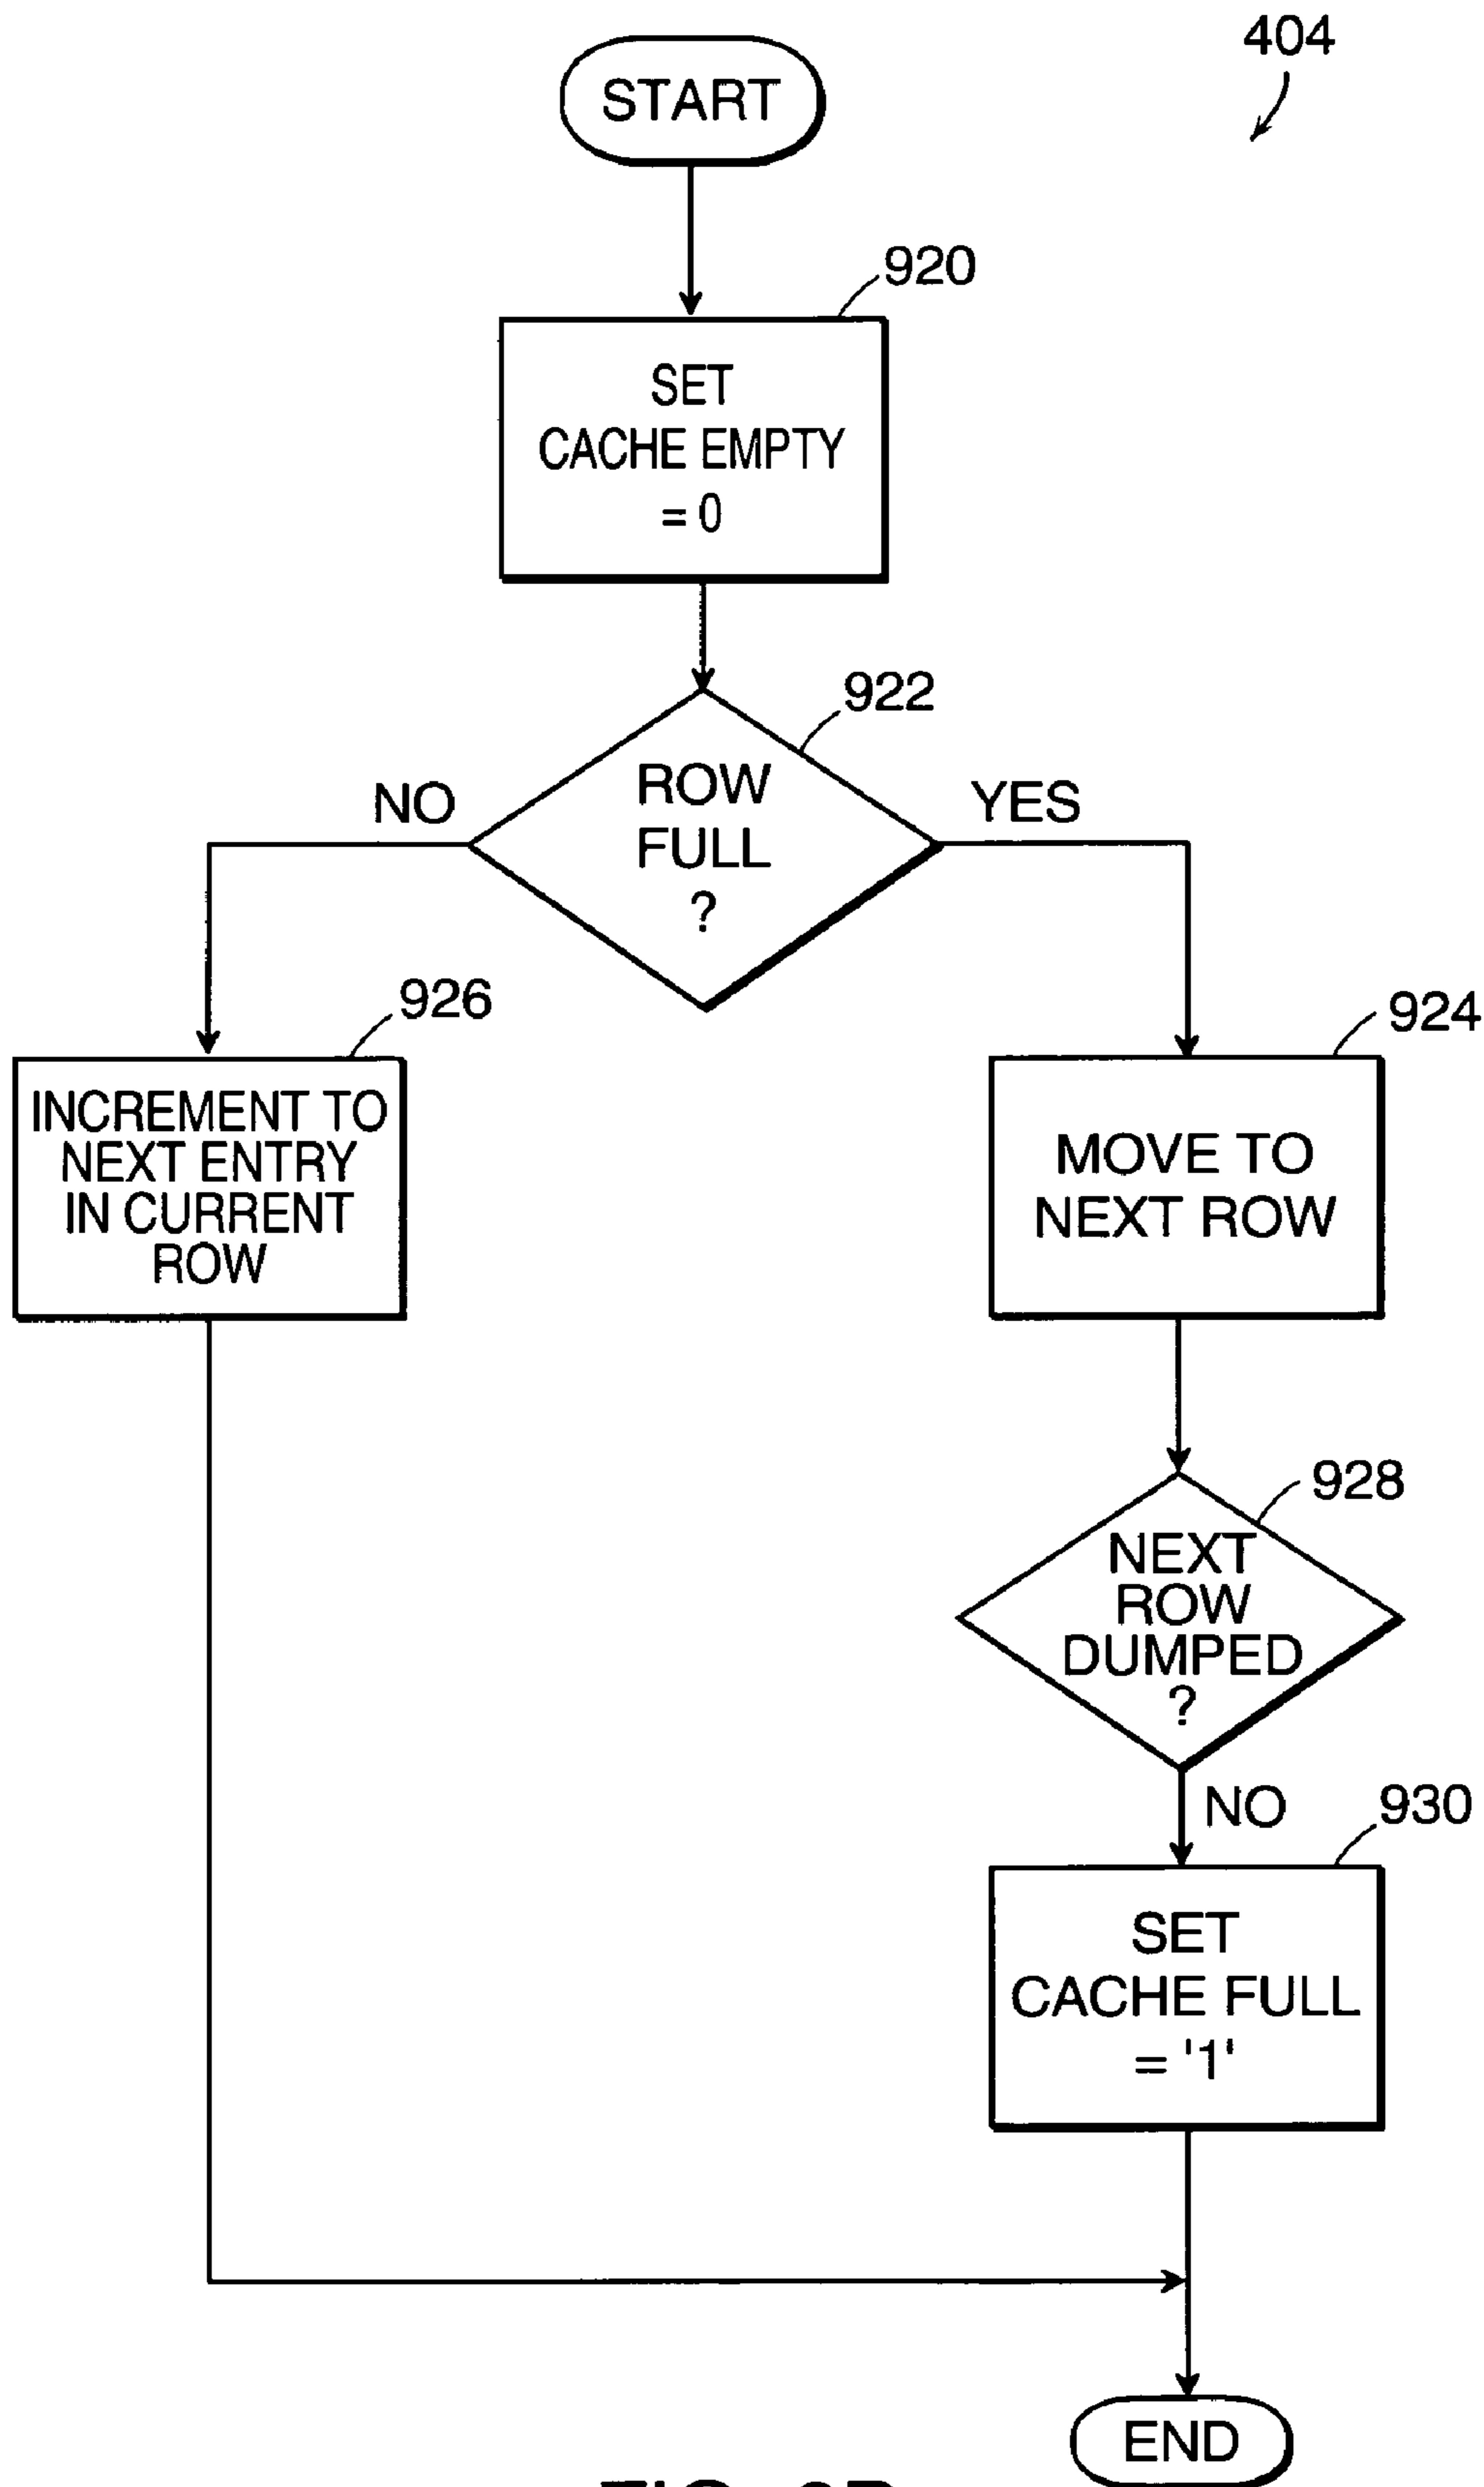 404
START
920
SET
CACHE EMPTY
= 0
922
ROW
FULL
?
NO
YES
926
INCREMENT TO
NEXT ENTRY
IN CURRENT
ROW
924
MOVE TO
NEXT ROW
928
NEXT
ROW
DUMPED
?
NO
930
SET
CACHE FULL
= '1'
END